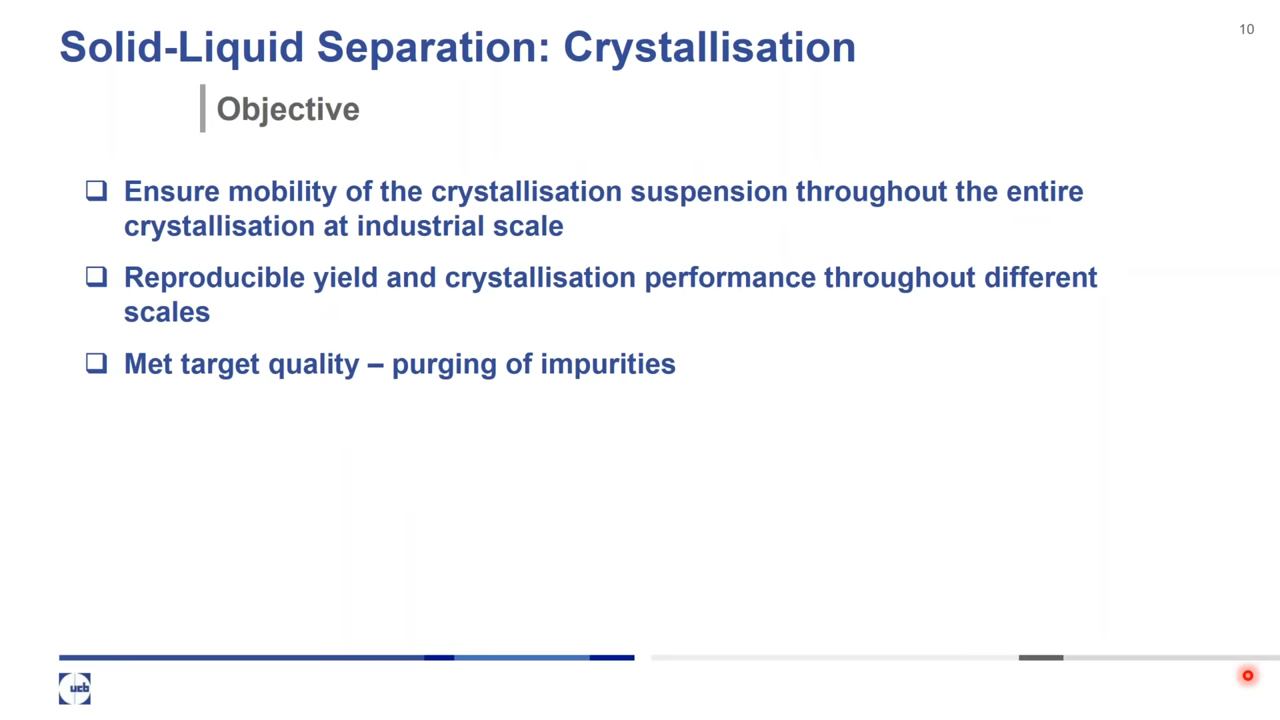 Solid-Liquid Separation: Crystallisation
10
Objective
❑ Ensure mobility of the crystallisation suspension throughout the entire
crystallisation at industrial scale
❑ Reproducible yield and crystallisation performance throughout different
scales
❑ Met target quality – purging of impurities
ucb